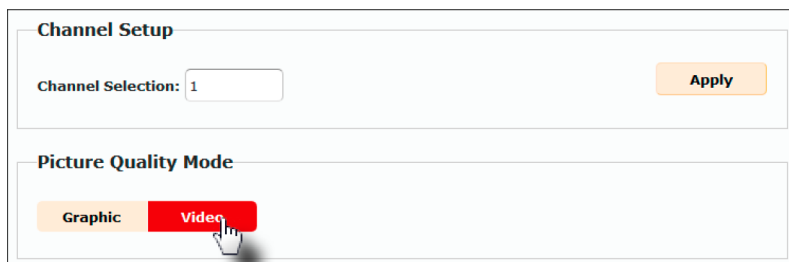 Channel Setup
Channel Selection: 1
Apply
Picture Quality Mode
Graphic
Video